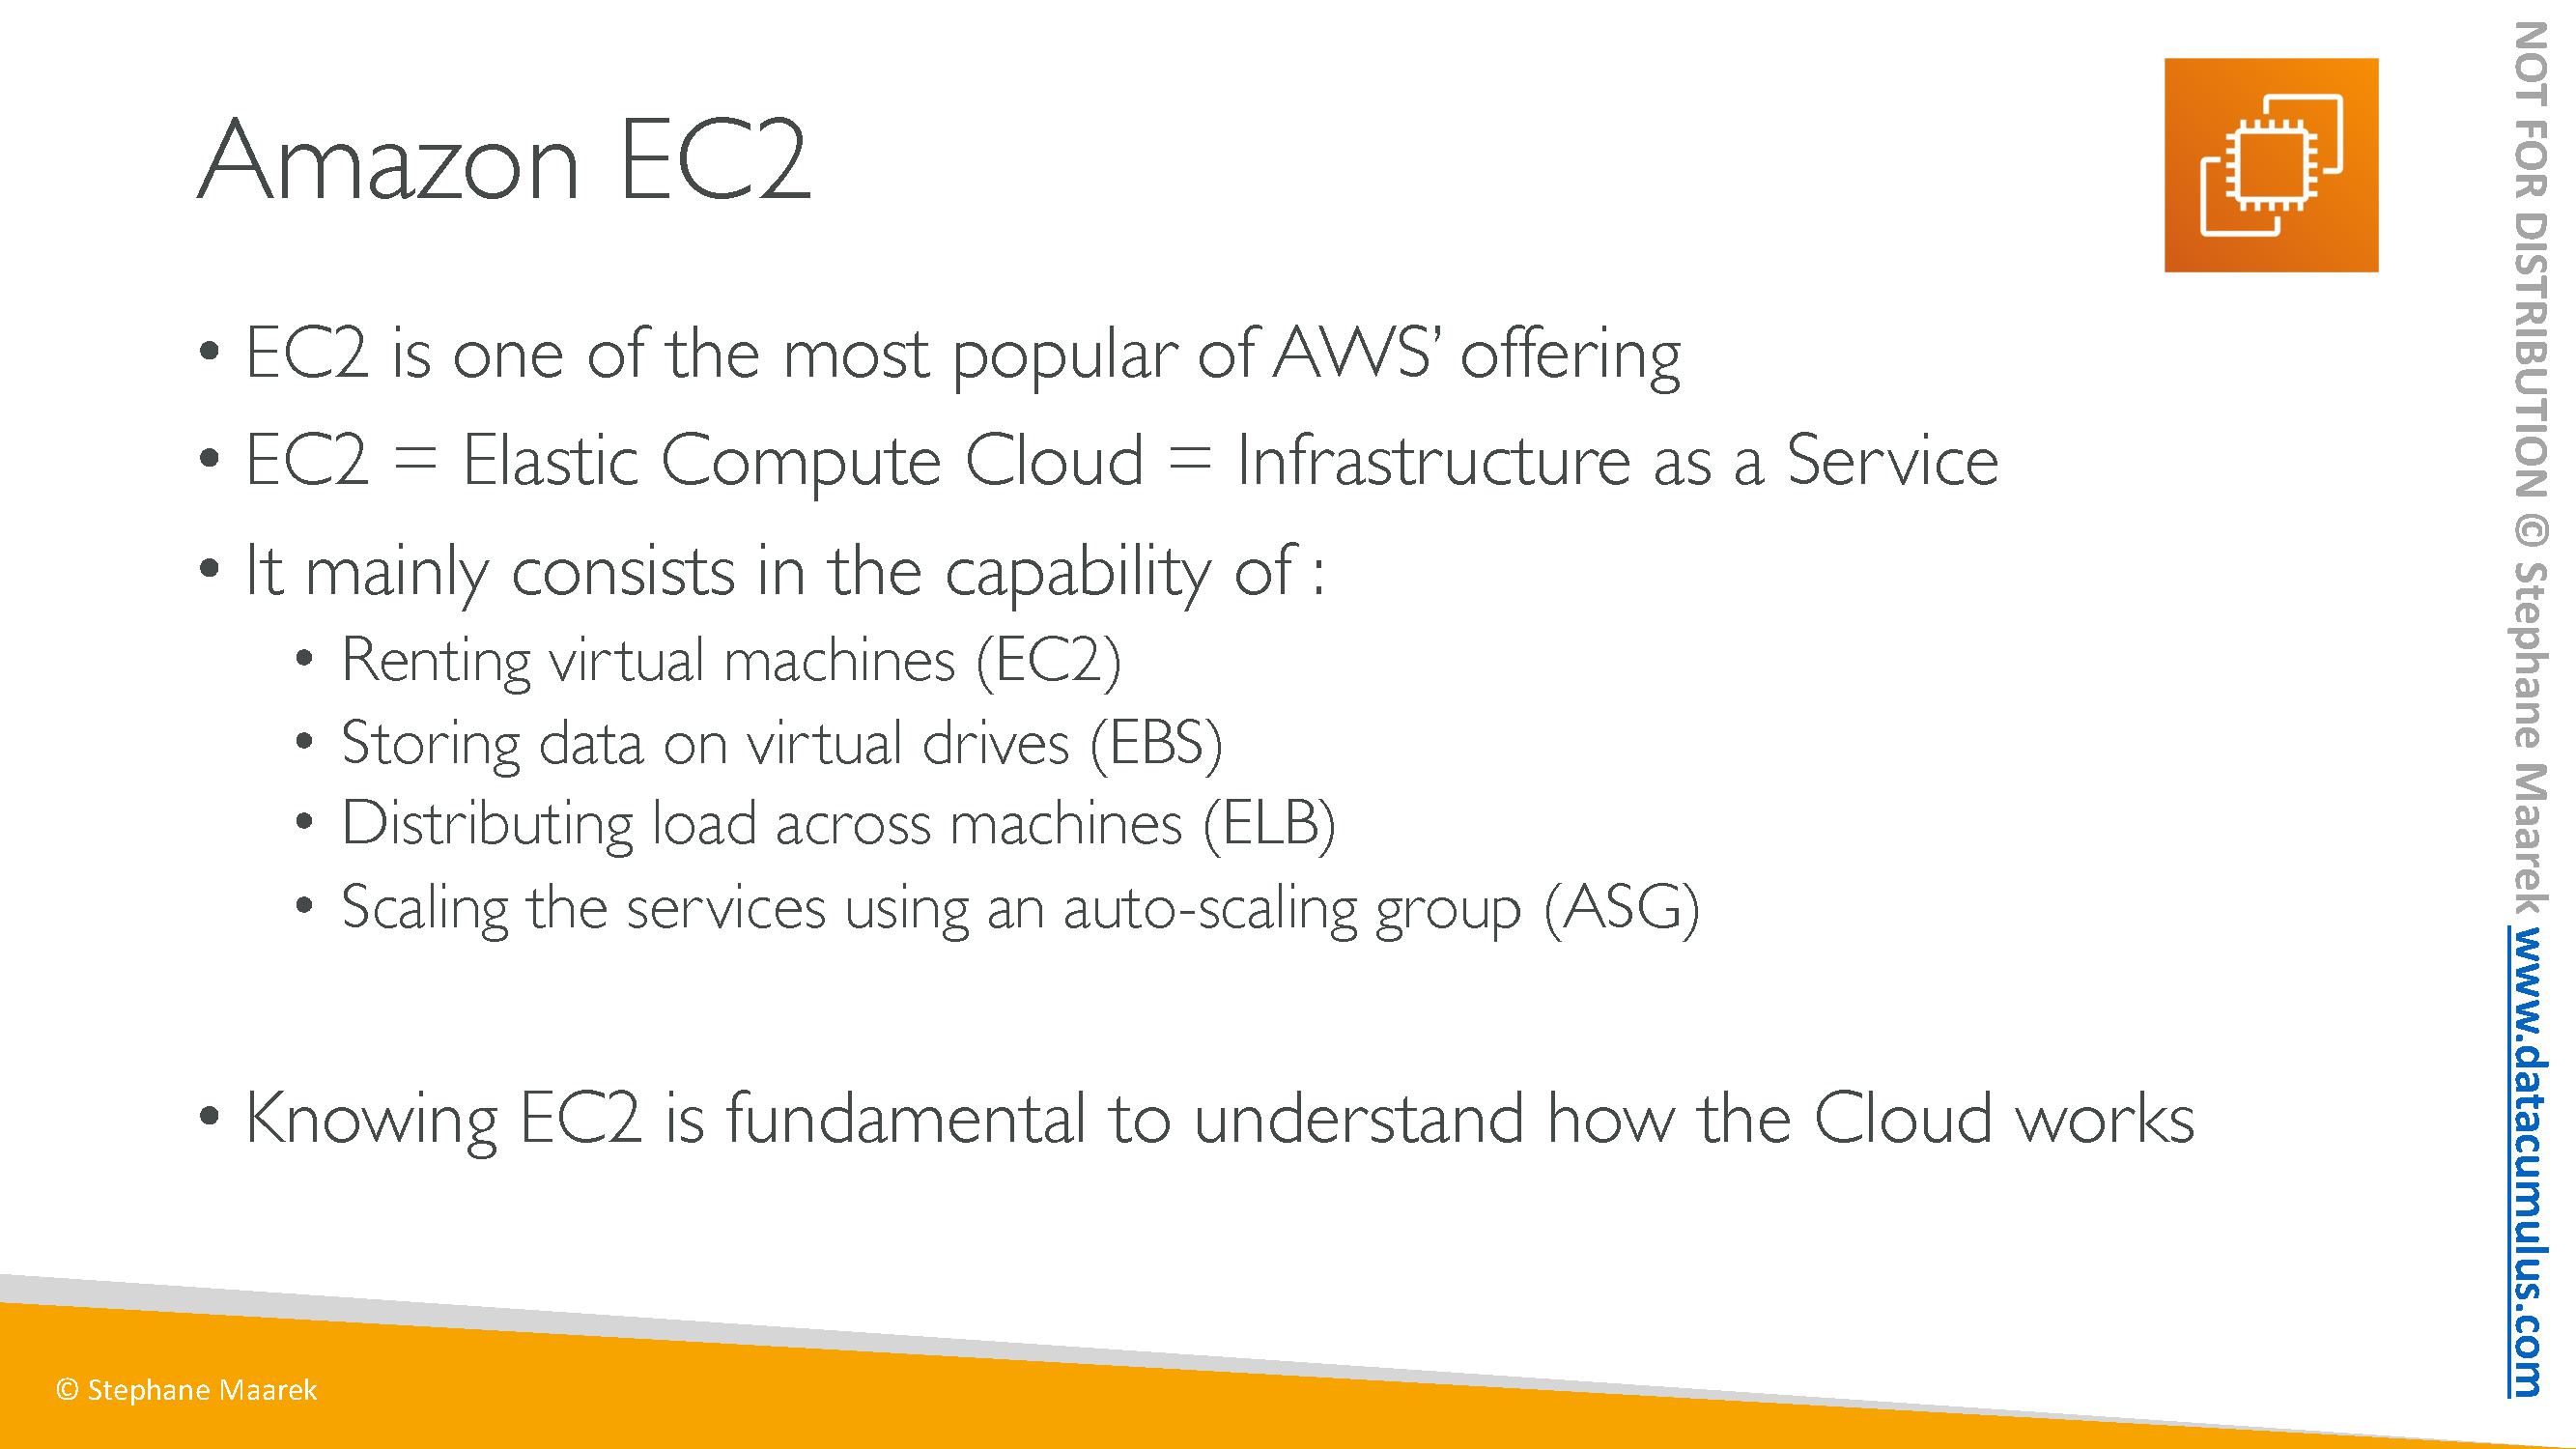 Amazon EC2
• EC2 is one of the most popular of AWS’ offering
• EC2 = Elastic Compute Cloud = Infrastructure as a Service
• It mainly consists in the capability of :
• Renting virtual machines (EC2)
• Storing data on virtual drives (EBS)
• Distributing load across machines (ELB)
• Scaling the services using an auto-scaling group (ASG)
• Knowing EC2 is fundamental to understand how the Cloud works
© Stephane Maarek
NOT FOR DISTRIBUTION © Stephane Maarek www.datacumulus.com